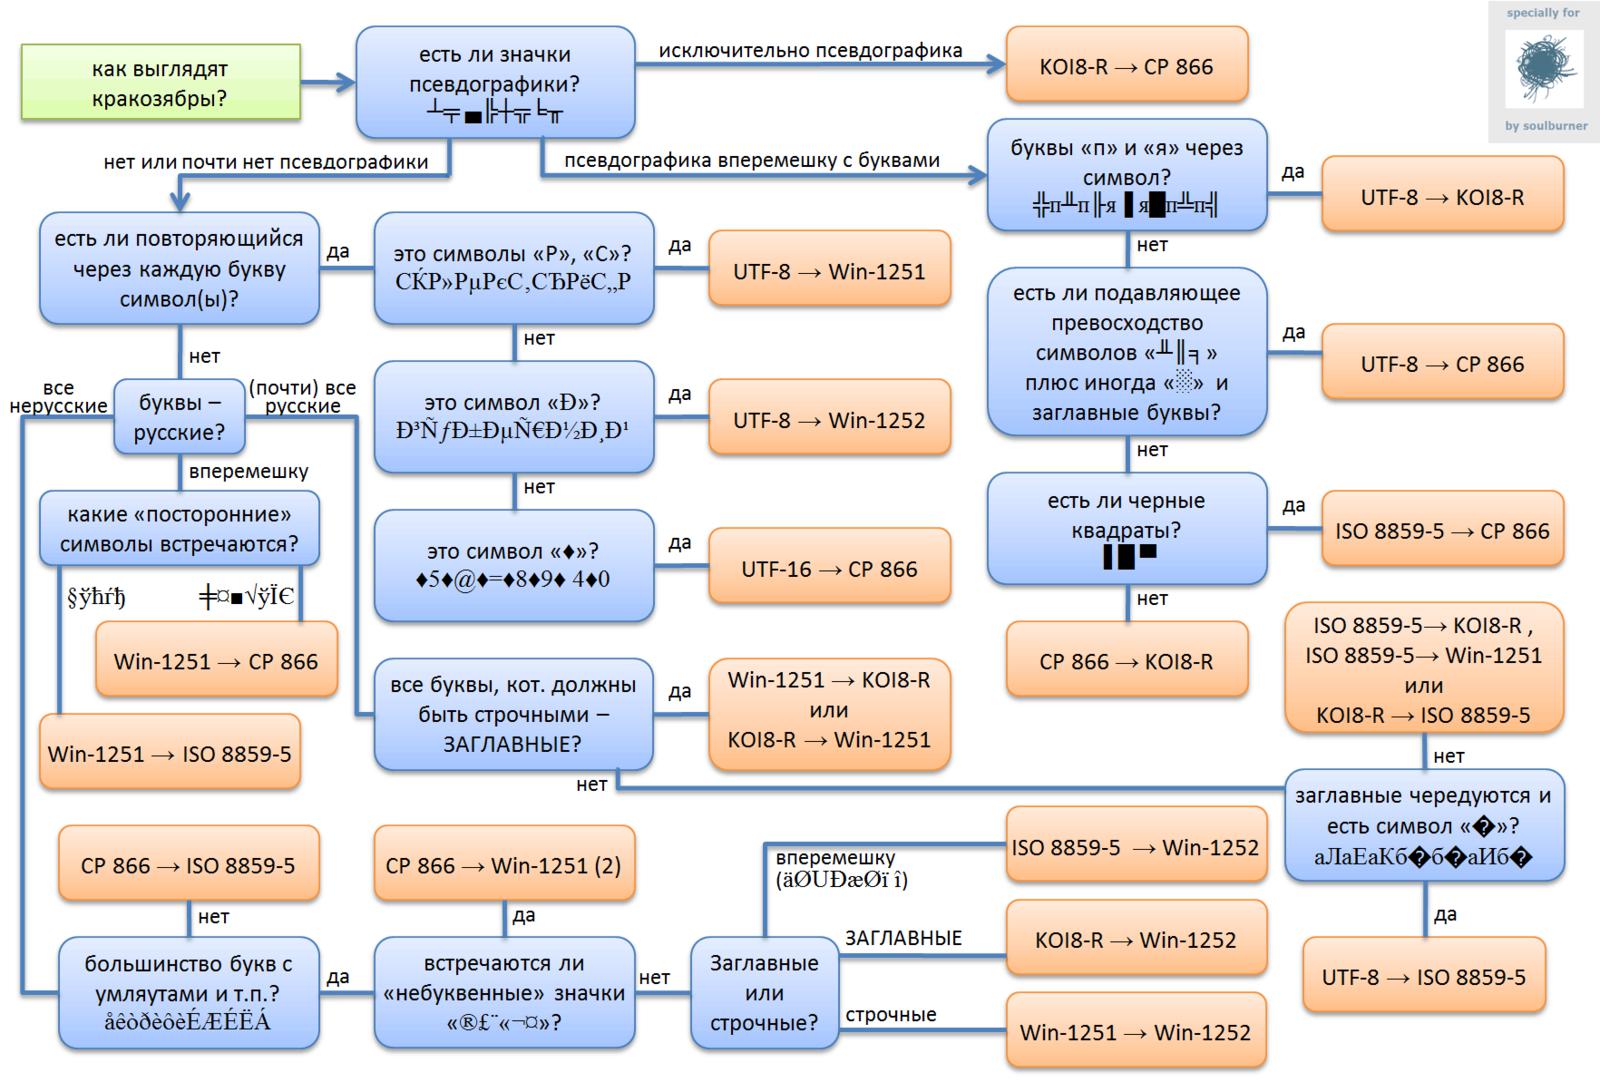 specially for
by soulburner
как выглядят
кракозябры?
есть ли значки
псевдографики?
┴╤▄╠┼╦╘╥
исключительно псевдографика
KOI8-R → CP 866
нет или почти нет псевдографики
псевдографика вперемешку с буквами
буквы «п» и «я» через
символ?
╬п╨п╟я▐я█п╩п╣
да
UTF-8 → KOI8-R
нет
есть ли повторяющийся
через каждую букву
символ(ы)?
да
это символы «Р», «С»?
СЌР»РµРєС‚СЂРёС„Р
да
UTF-8 → Win-1251
есть ли подавляющее
превосходство
символов «╨║╕»
плюс иногда «░» и
заглавные буквы?
да
UTF-8 → CP 866
нет
нет
все
нерусские
буквы –
русские?
(почти) все
русские
это символ «Ð»?
Ð³ÑƒÐ±ÐµÑ€Ð½Ð¸Ð¹
да
UTF-8 → Win-1252
нет
вперемешку
нет
какие «посторонние»
символы встречаются?
есть ли черные
квадраты?
▌█▀
да
ISO 8859-5 → CP 866
это символ «♦»?
♦5♦@♦=♦8♦9♦ 4♦0
да
UTF-16 → CP 866
§ўћѓђ
╪¤■√ўЇЄ
нет
Win-1251 → CP 866
CP 866 → KOI8-R
ISO 8859-5→ KOI8-R ,
ISO 8859-5→ Win-1251
или
KOI8-R → ISO 8859-5
все буквы, кот. должны
быть строчными –
ЗАГЛАВНЫЕ?
да
Win-1251 → KOI8-R
или
KOI8-R → Win-1251
Win-1251 → ISO 8859-5
нет
нет
заглавные чередуются и
есть символ «�»?
аЛаЕаКб�б�аИб�
CP 866 → ISO 8859-5
CP 866 → Win-1251 (2)
вперемешку
(äØUÐæØï î)
ISO 8859-5 → Win-1252
нет
да
да
ЗАГЛАВНЫЕ
KOI8-R → Win-1252
UTF-8 → ISO 8859-5
большинство букв с
умляутами и т.п.?
åêòðèôèÉÆÉËÁ
да
встречаются ли
«небуквенные» значки
«®£¨«¬¤»?
нет
Заглавные
или
строчные?
строчные
Win-1251 → Win-1252